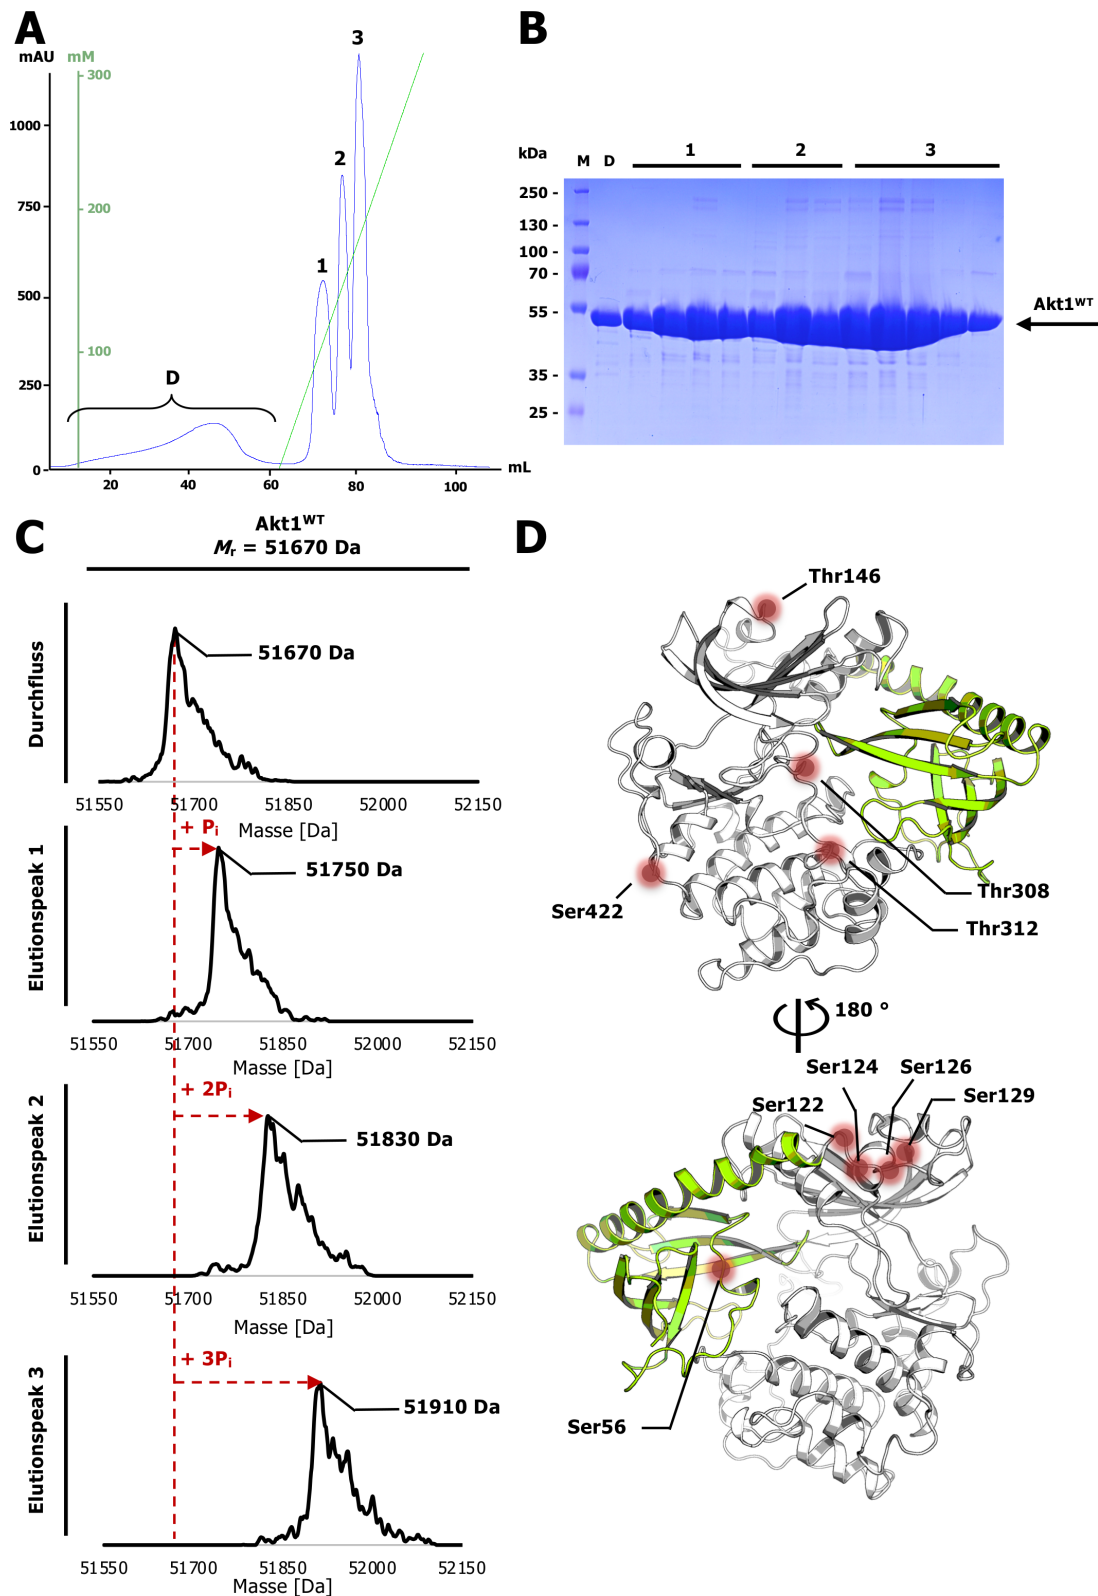 A
mAU mM
1
2
3
300
200
100
1000
750
500
250
0
D
20 40 60 80 100
mL
B
kDa
M D 1 2 3
250 -
130 -
100 -
70 -
55 -
35 -
25 -
Akt1WT
C
Akt1WT
Mr = 51670 Da
Durchfluss
51670 Da
51550 51700 51850 52000 52150
Masse [Da]
Elutionspeak 1
+ Pi
51750 Da
51550 51700 51850 52000 52150
Masse [Da]
Elutionspeak 2
+ 2Pi
51830 Da
51550 51700 51850 52000 52150
Masse [Da]
Elutionspeak 3
+ 3Pi
51910 Da
51550 51700 51850 52000 52150
Masse [Da]
D
Thr146
Thr308
Thr312
Ser422
180 °
Ser124 Ser126
Ser122 Ser129
Ser56